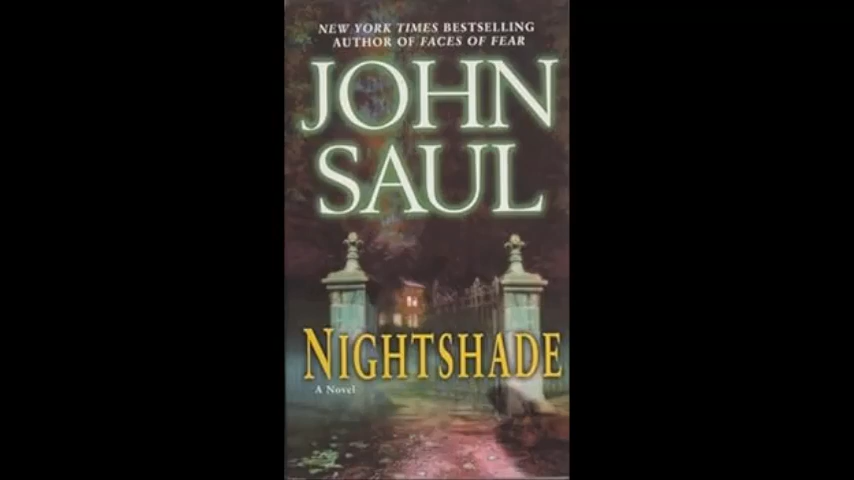 NEW YORK TIMES BESTSELLING
AUTHOR OF FACES OF FEAR
JOHN
SAUL
NIGHTSHADE
A Novel